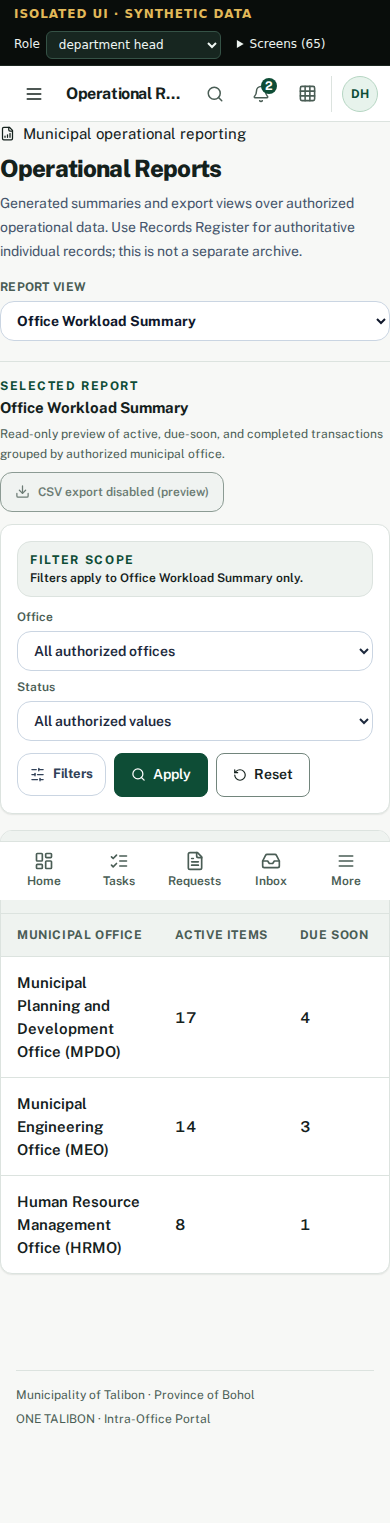 ISOLATED UI · SYNTHETIC DATA
Role department head ▶ Screens (65)
Operational R... 2 DH
Municipal operational reporting
Operational Reports
Generated summaries and export views over authorized
operational data. Use Records Register for authoritative
individual records; this is not a separate archive.
REPORT VIEW
Office Workload Summary
SELECTED REPORT
Office Workload Summary
Read-only preview of active, due-soon, and completed transactions
grouped by authorized municipal office.
CSV export disabled (preview)
FILTER SCOPE
Filters apply to Office Workload Summary only.
Office
All authorized offices
Status
All authorized values
Filters Apply Reset
Home Tasks Requests Inbox More
MUNICIPAL OFFICE ACTIVE ITEMS DUE SOON
Municipal
Planning and
Development
Office (MPDO)
17 4
Municipal
Engineering
Office (MEO)
14 3
Human Resource
Management
Office (HRMO)
8 1
Municipality of Talibon · Province of Bohol
ONE TALIBON · Intra-Office Portal